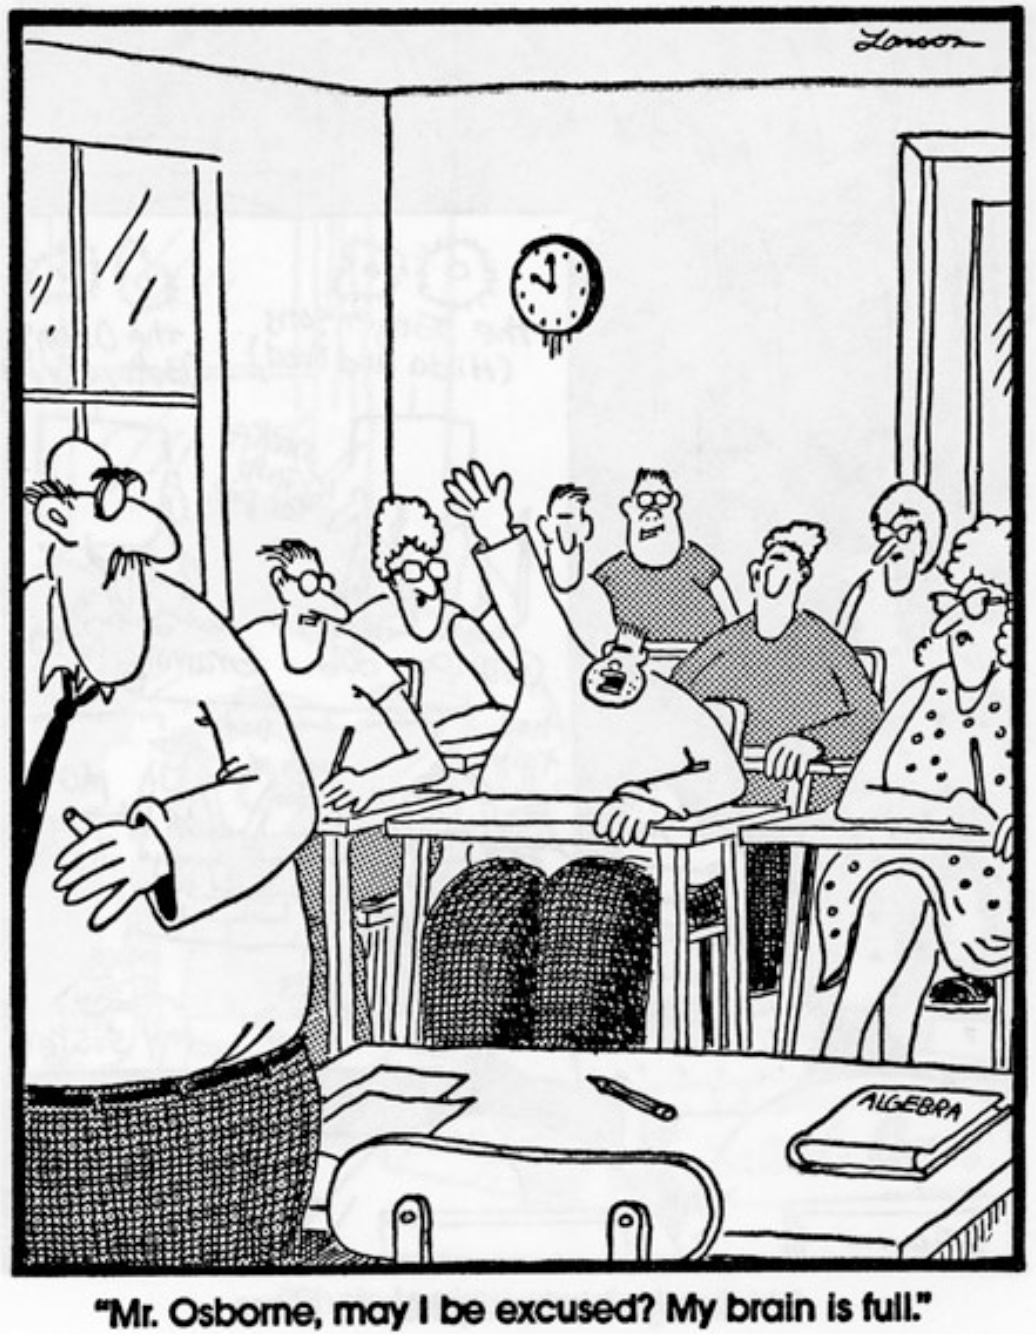 Larson
ALGEBRA
"Mr. Osborne, may I be excused? My brain is full."